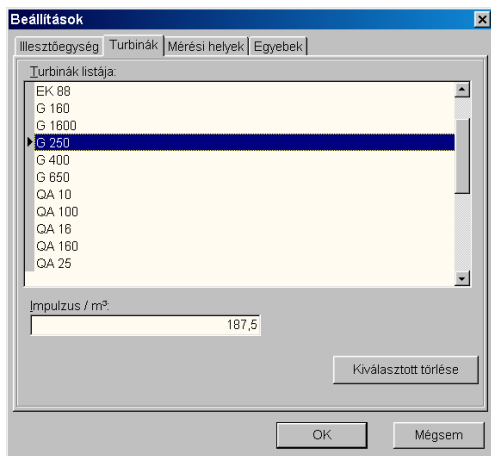 Beállítások
Illesztőegység Turbinák Mérési helyek Egyebek
Turbinák listája:
EK 88
G 160
G 1600
G 250
G 400
G 650
QA 10
QA 100
QA 16
QA 160
QA 25
Impulzus / m³:
187,5
Kiválasztott törlése
OK Mégsem